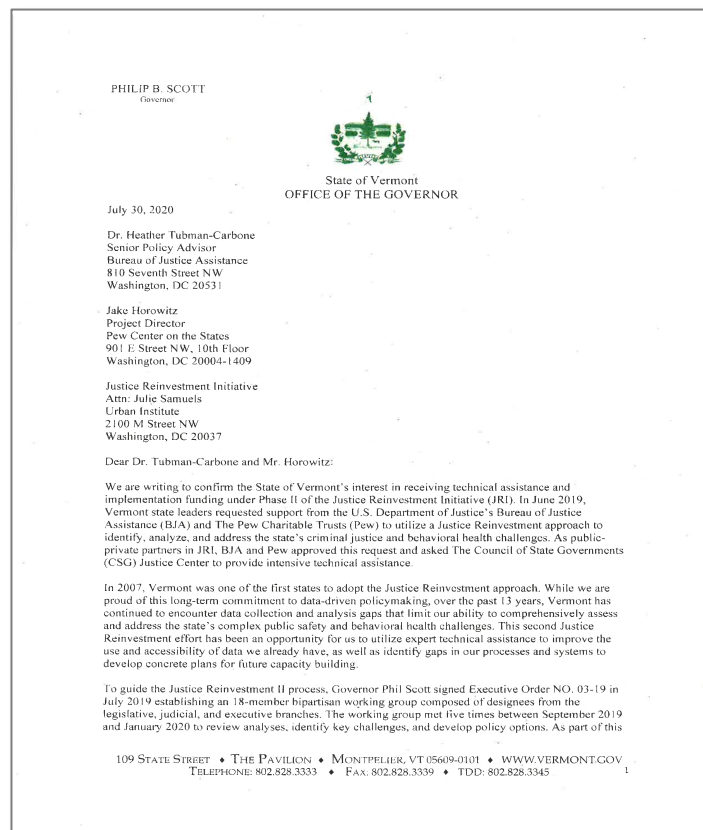 PHILIP B. SCOTT
Governor
State of Vermont
OFFICE OF THE GOVERNOR
July 30, 2020
Dr. Heather Tubman-Carbone
Senior Policy Advisor
Bureau of Justice Assistance
810 Seventh Street NW
Washington, DC 20531
Jake Horowitz
Project Director
Pew Center on the States
901 E Street NW, 10th Floor
Washington, DC 20004-1409
Justice Reinvestment Initiative
Attn: Julie Samuels
Urban Institute
2100 M Street NW
Washington, DC 20037
Dear Dr. Tubman-Carbone and Mr. Horowitz:
We are writing to confirm the State of Vermont's interest in receiving technical assistance and
implementation funding under Phase II of the Justice Reinvestment Initiative (JRI). In June 2019,
Vermont state leaders requested support from the U.S. Department of Justice's Bureau of Justice
Assistance (BJA) and The Pew Charitable Trusts (Pew) to utilize a Justice Reinvestment approach to
identify, analyze, and address the state's criminal justice and behavioral health challenges. As public-
private partners in JRI, BJA and Pew approved this request and asked The Council of State Governments
(CSG) Justice Center to provide intensive technical assistance.
In 2007, Vermont was one of the first states to adopt the Justice Reinvestment approach. While we are
proud of this long-term commitment to data-driven policymaking, over the past 13 years, Vermont has
continued to encounter data collection and analysis gaps that limit our ability to comprehensively assess
and address the state's complex public safety and behavioral health challenges. This second Justice
Reinvestment effort has been an opportunity for us to utilize expert technical assistance to improve the
use and accessibility of data we already have, as well as identify gaps in our processes and systems to
develop concrete plans for future capacity building.
To guide the Justice Reinvestment II process, Governor Phil Scott signed Executive Order NO. 03-19 in
July 2019 establishing an 18-member bipartisan working group composed of designees from the
legislative, judicial, and executive branches. The working group met five times between September 2019
and January 2020 to review analyses, identify key challenges, and develop policy options. As part of this
109 STATE STREET ♦ THE PAVILION ♦ MONTPELIER, VT 05609-0101 ♦ WWW.VERMONT.GOV
TELEPHONE: 802.828.3333 ♦ FAX: 802.828.3339 ♦ TDD: 802.828.3345 1